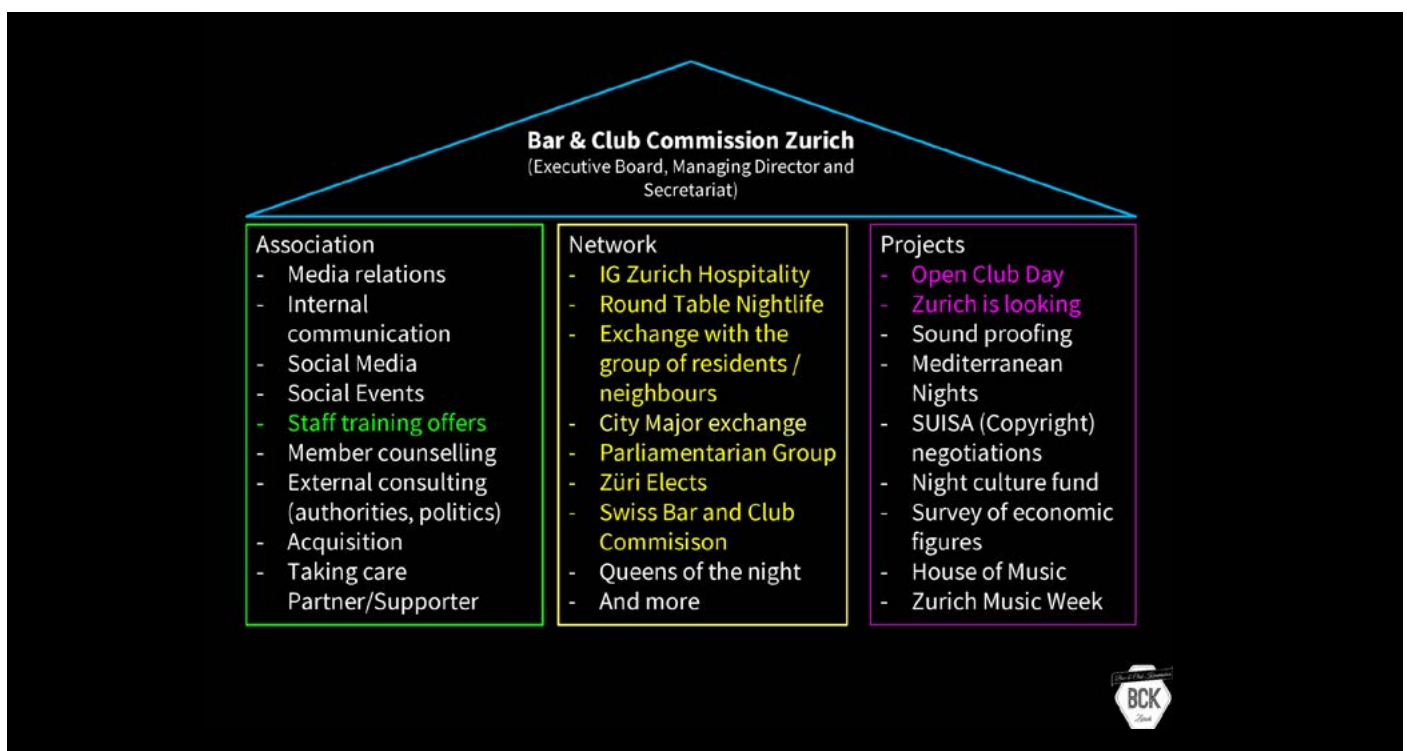 Bar & Club Commission Zurich
(Executive Board, Managing Director and
Secretariat)
Association
- Media relations
- Internal
communication
- Social Media
- Social Events
- Staff training offers
- Member counselling
- External consulting
(authorities, politics)
- Acquisition
- Taking care
Partner/Supporter
Network
- IG Zurich Hospitality
- Round Table Nightlife
- Exchange with the
group of residents /
neighbours
- City Major exchange
- Parliamentarian Group
- Züri Elects
- Swiss Bar and Club
Commisison
- Queens of the night
- And more
Projects
- Open Club Day
- Zurich is looking
- Sound proofing
- Mediterranean
Nights
- SUISA (Copyright)
negotiations
- Night culture fund
- Survey of economic
figures
- House of Music
- Zurich Music Week
BCK
Zürich